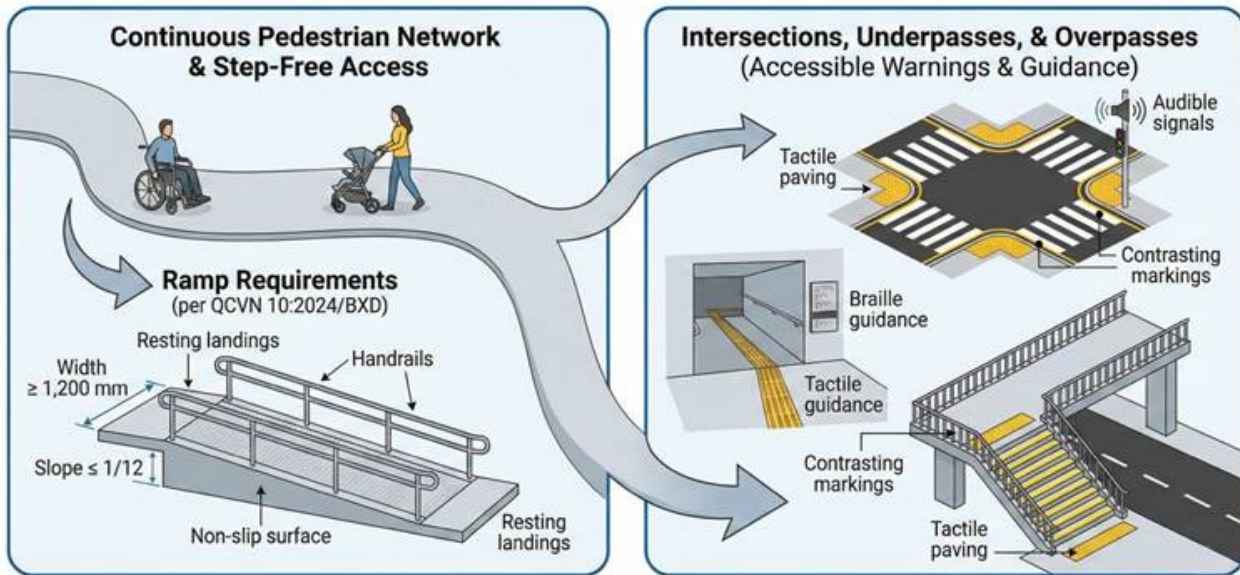 Continuous Pedestrian Network
& Step-Free Access
Ramp Requirements
(per QCVN 10:2024/BXD)
Resting landings
Handrails
Width
≥ 1,200 mm
Slope ≤ 1/12
Non-slip surface
Resting
landings
Intersections, Underpasses, & Overpasses
(Accessible Warnings & Guidance)
Audible
signals
Tactile
paving
Contrasting
markings
Braille
guidance
Tactile
guidance
Contrasting
markings
Tactile
paving